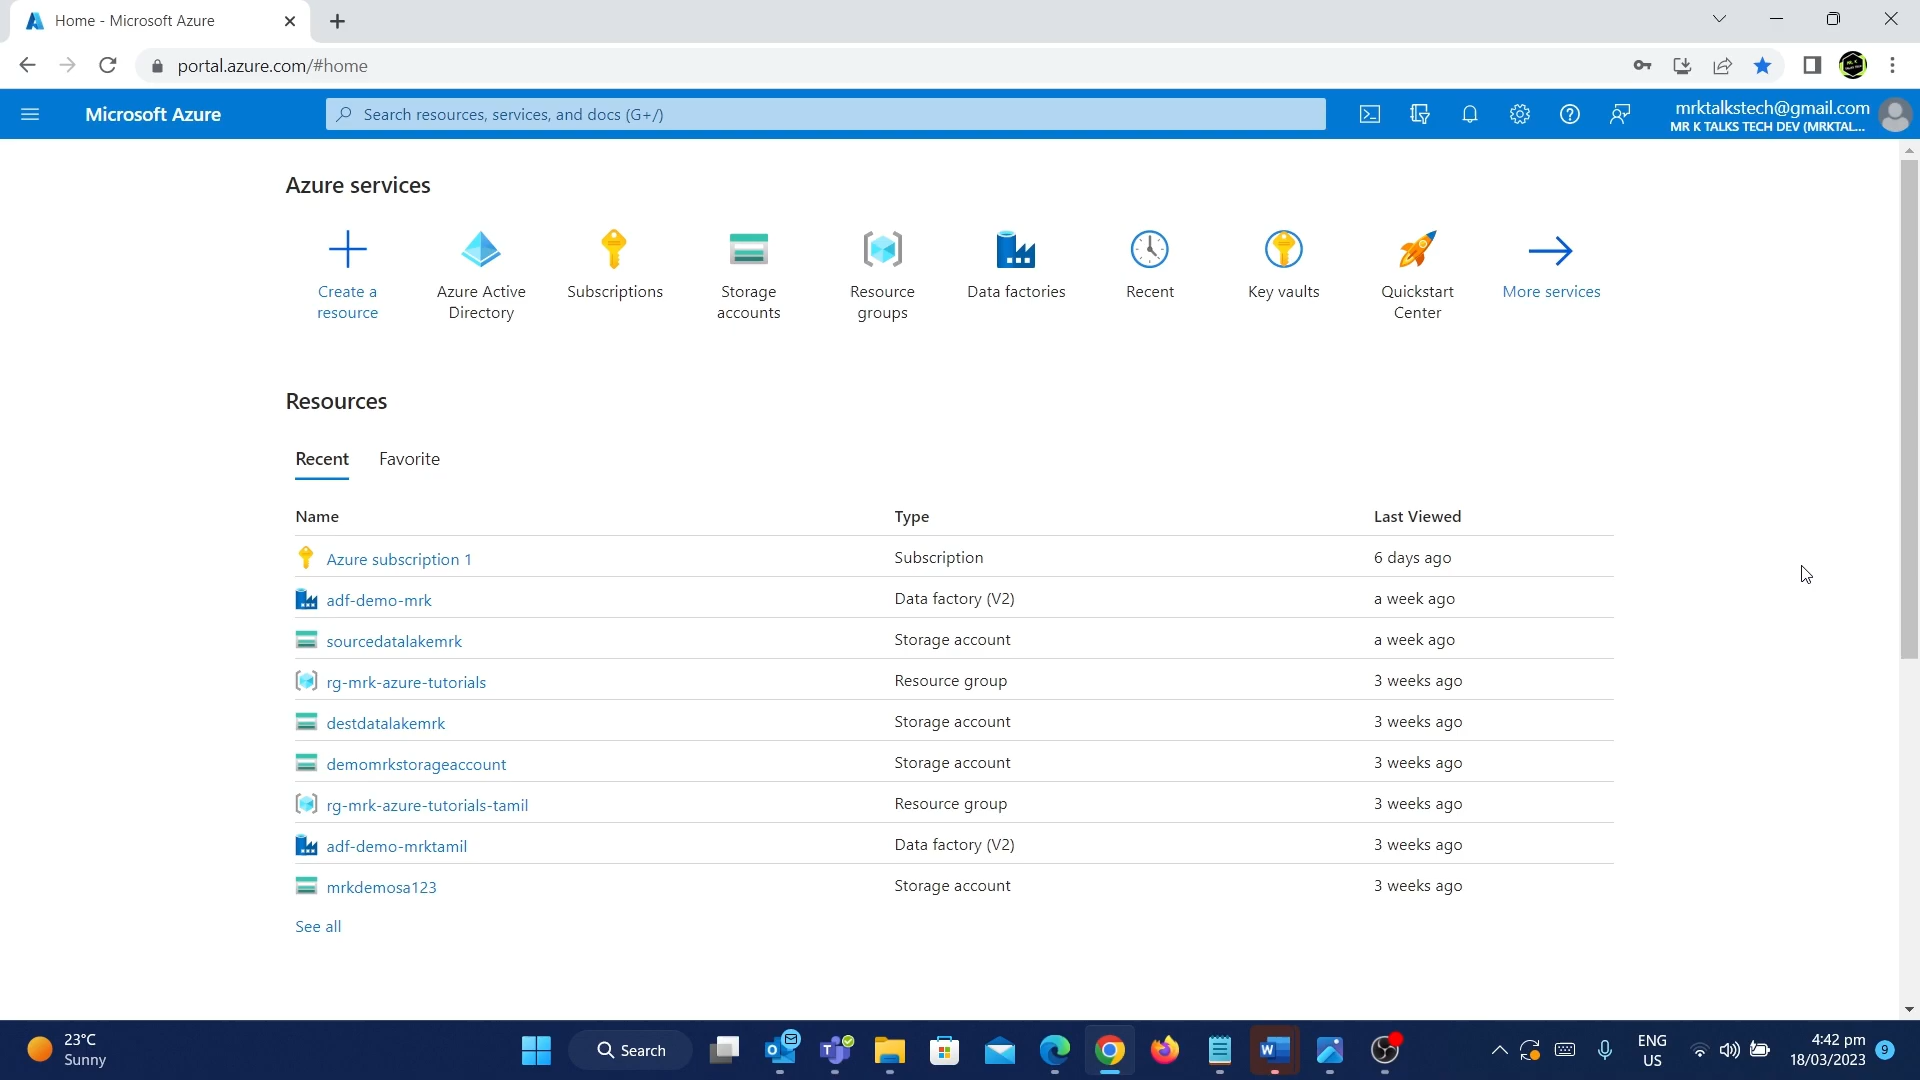 Home - Microsoft Azure
portal.azure.com/#home
Microsoft Azure
Search resources, services, and docs (G+/)
mrktalkstech@gmail.com
MR K TALKS TECH DEV (MRKTAL...
Azure services
Create a resource
Azure Active Directory
Subscriptions
Storage accounts
Resource groups
Data factories
Recent
Key vaults
Quickstart Center
More services
Resources
Recent Favorite
Name Type Last Viewed
Azure subscription 1 Subscription 6 days ago
adf-demo-mrk Data factory (V2) a week ago
sourcedatalakemrk Storage account a week ago
rg-mrk-azure-tutorials Resource group 3 weeks ago
destdatalakemrk Storage account 3 weeks ago
demomrkstorageaccount Storage account 3 weeks ago
rg-mrk-azure-tutorials-tamil Resource group 3 weeks ago
adf-demo-mrktamil Data factory (V2) 3 weeks ago
mrkdemosa123 Storage account 3 weeks ago
See all
23°C
Sunny
Search
ENG
US
4:42 pm
18/03/2023
9